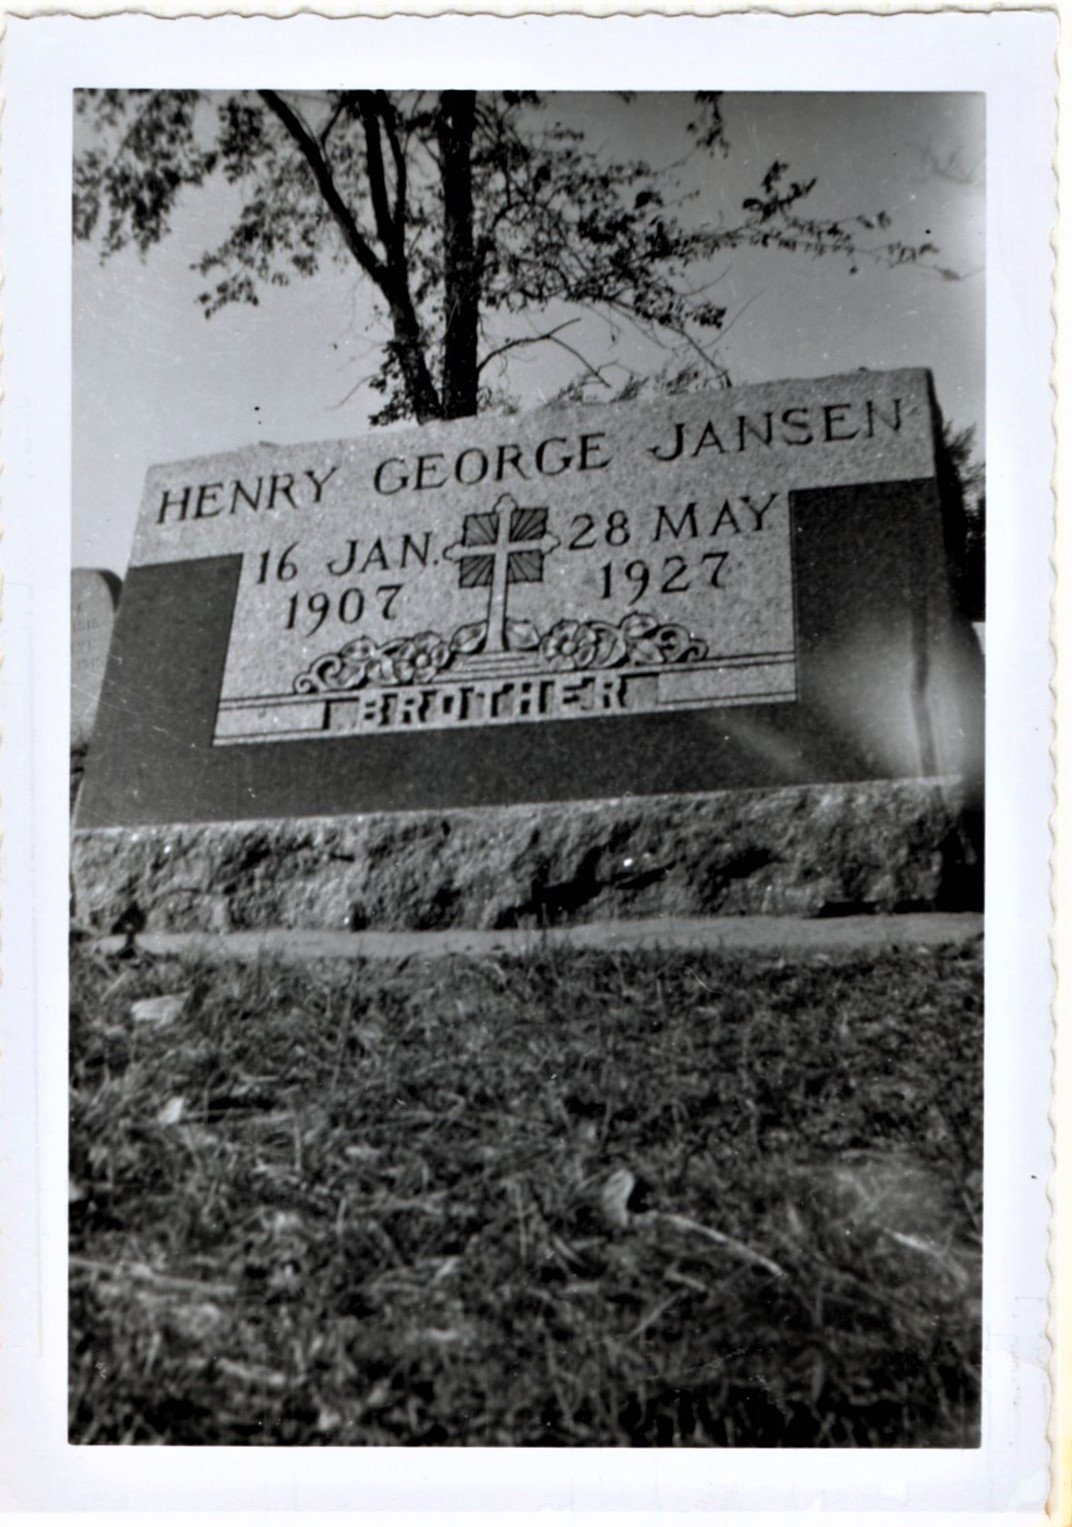 HENRY GEORGE JANSEN
16 JAN. 28 MAY
1907 1927
BROTHER